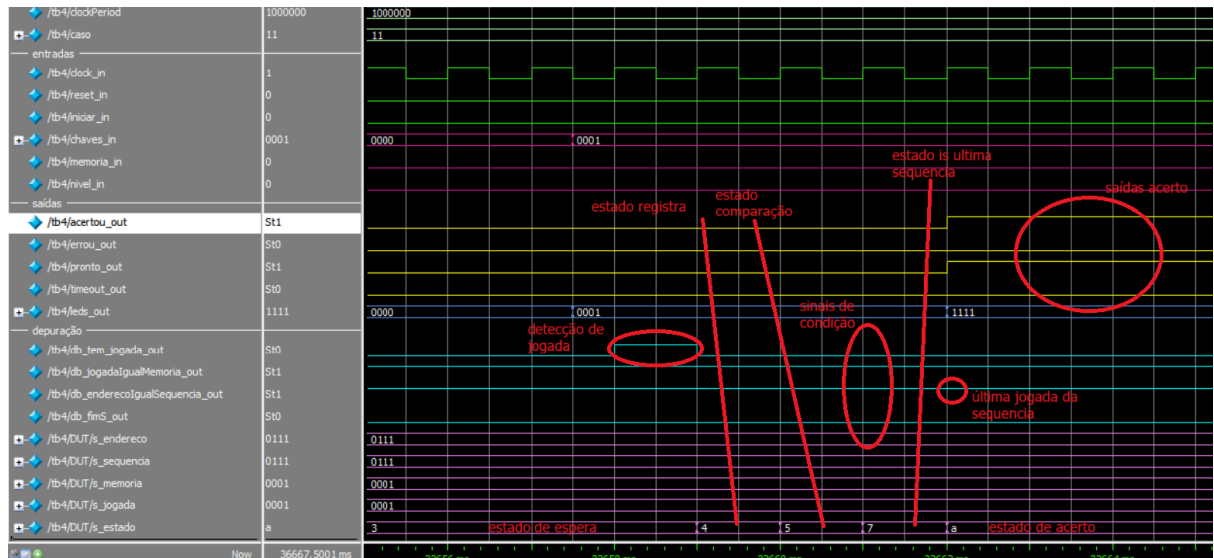 /tb4/clockPeriod 1000000 1000000
/tb4/caso 11 11
entradas
/tb4/clock_in 1
/tb4/reset_in 0
/tb4/iniciar_in 0
/tb4/chaves_in 0001 0000 0001
/tb4/memoria_in 0
/tb4/nivel_in 0
estado is ultima
sequencia
saídas
saídas acerto
estado registra
estado
comparação
/tb4/acertou_out St1
/tb4/errou_out St0
/tb4/pronto_out St1
/tb4/timeout_out St0
/tb4/leds_out 1111 0000 0001 1111
sinais de
condição
depuração
detecção de
jogada
/tb4/db_tem_jogada_out St0
/tb4/db_jogadaIgualMemoria_out St1
/tb4/db_enderecoIgualSequencia_out St1
última jogada da
sequencia
/tb4/db_fimS_out St0
/tb4/DUT/s_endereco 0111 0111
/tb4/DUT/s_sequencia 0111 0111
/tb4/DUT/s_memoria 0001 0001
/tb4/DUT/s_jogada 0001 0001
/tb4/DUT/s_estado a 3 estado de espera 4 5 7 a estado de acerto
Now 36667.5001 ms